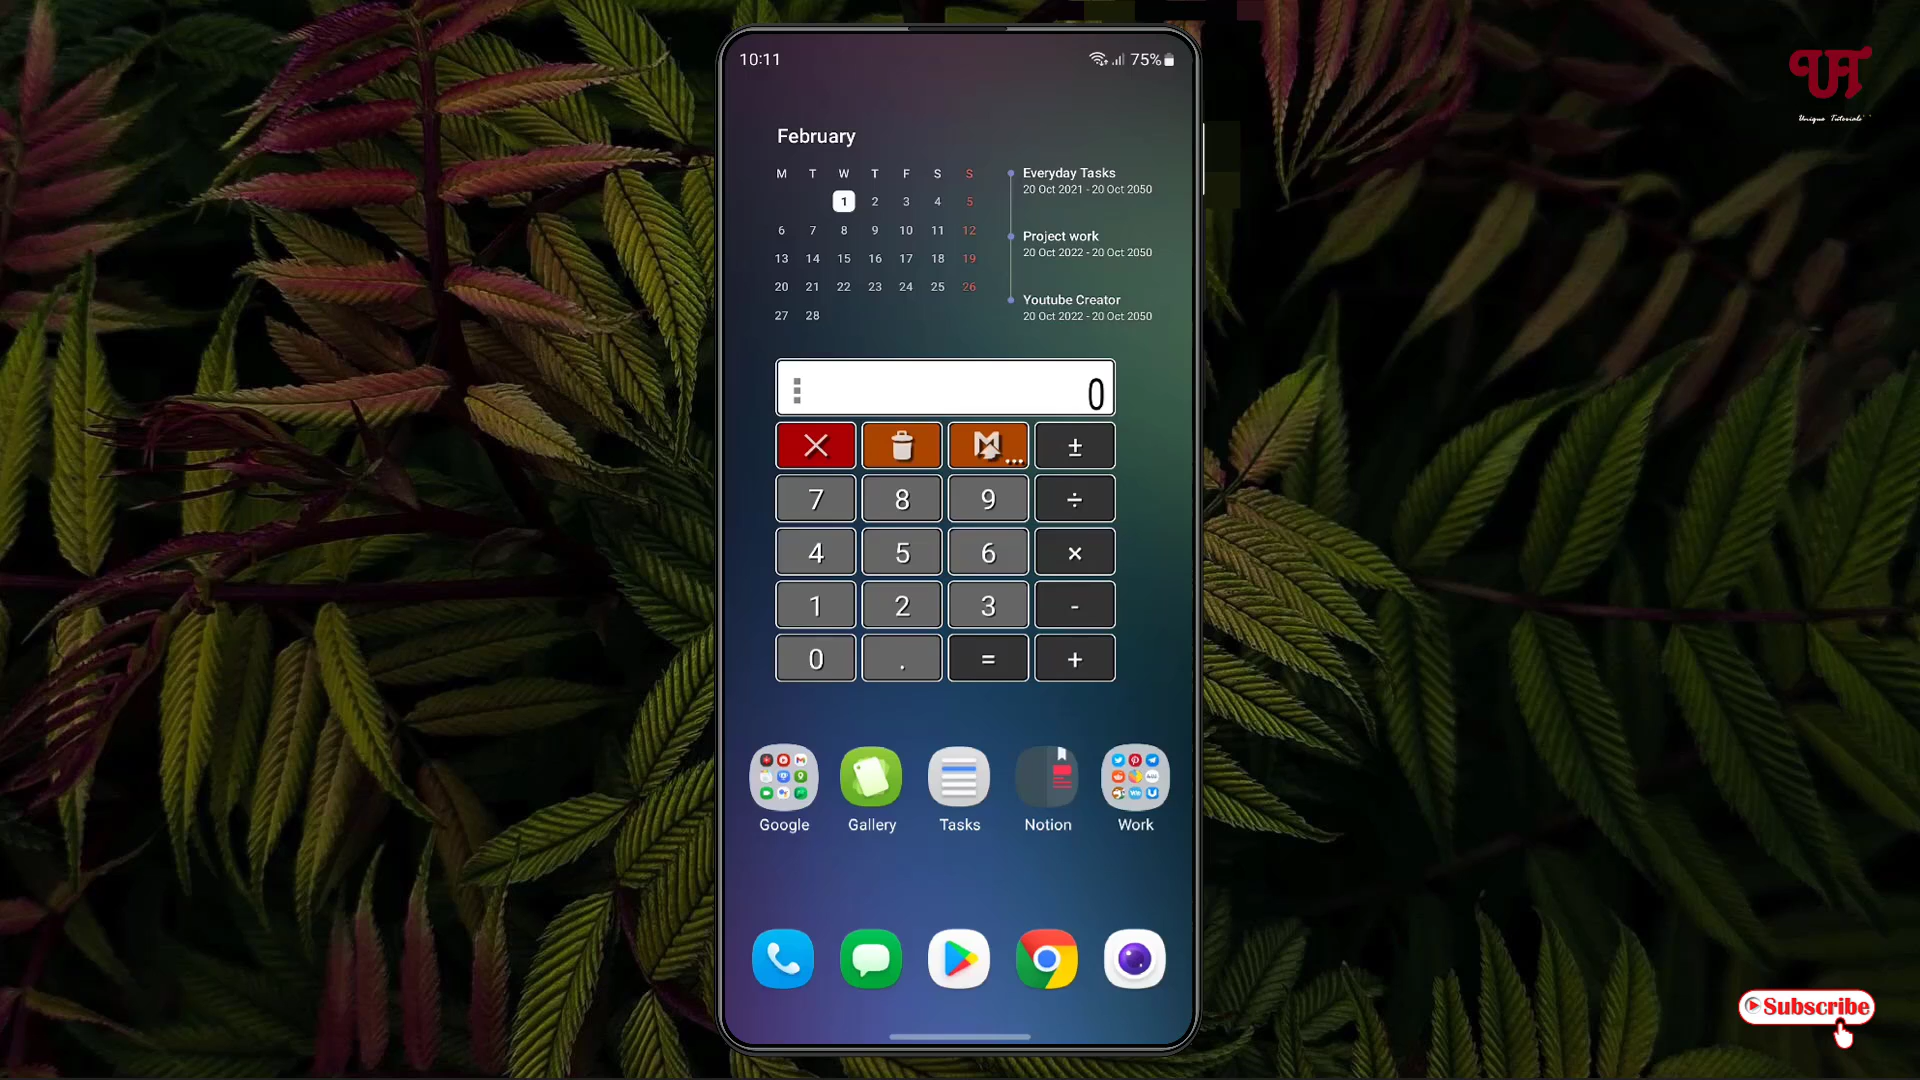 10:11
75%
UA
Unique Tutorials
February
M T W T F S S
1 2 3 4 5
6 7 8 9 10 11 12
13 14 15 16 17 18 19
20 21 22 23 24 25 26
27 28
Everyday Tasks
20 Oct 2021 - 20 Oct 2050
Project work
20 Oct 2022 - 20 Oct 2050
Youtube Creator
20 Oct 2022 - 20 Oct 2050
0
M ... ±
7 8 9 ÷
4 5 6 ×
1 2 3 -
0 . = +
Google Gallery Tasks Notion Work
Subscribe